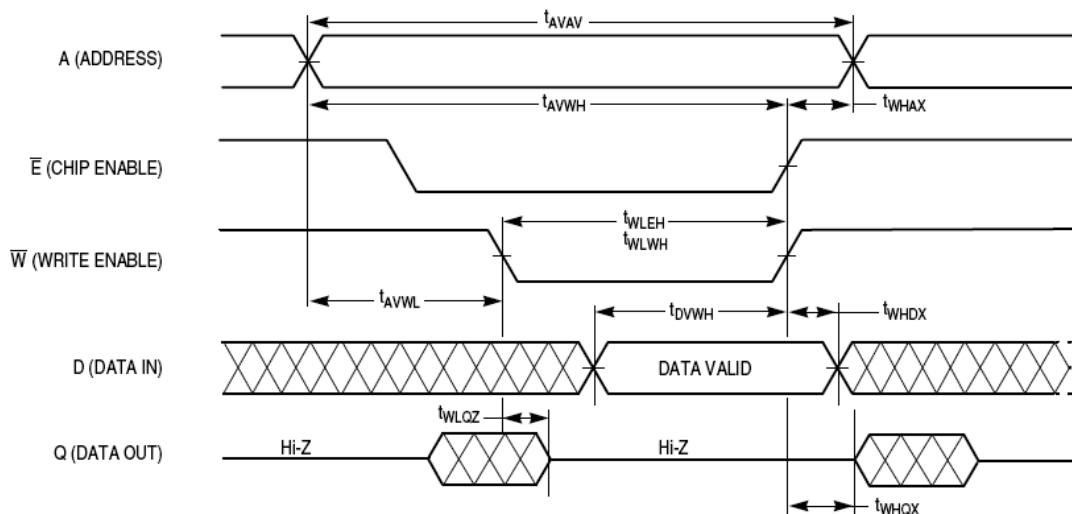 tAVAV
A (ADDRESS)
tAVWH
tWHAX
E (CHIP ENABLE)
tWLEH
tWLWH
W (WRITE ENABLE)
tAVWL
tDVWH
tWHDX
D (DATA IN)
DATA VALID
tWLQZ
Q (DATA OUT)
Hi-Z
Hi-Z
tWHQX